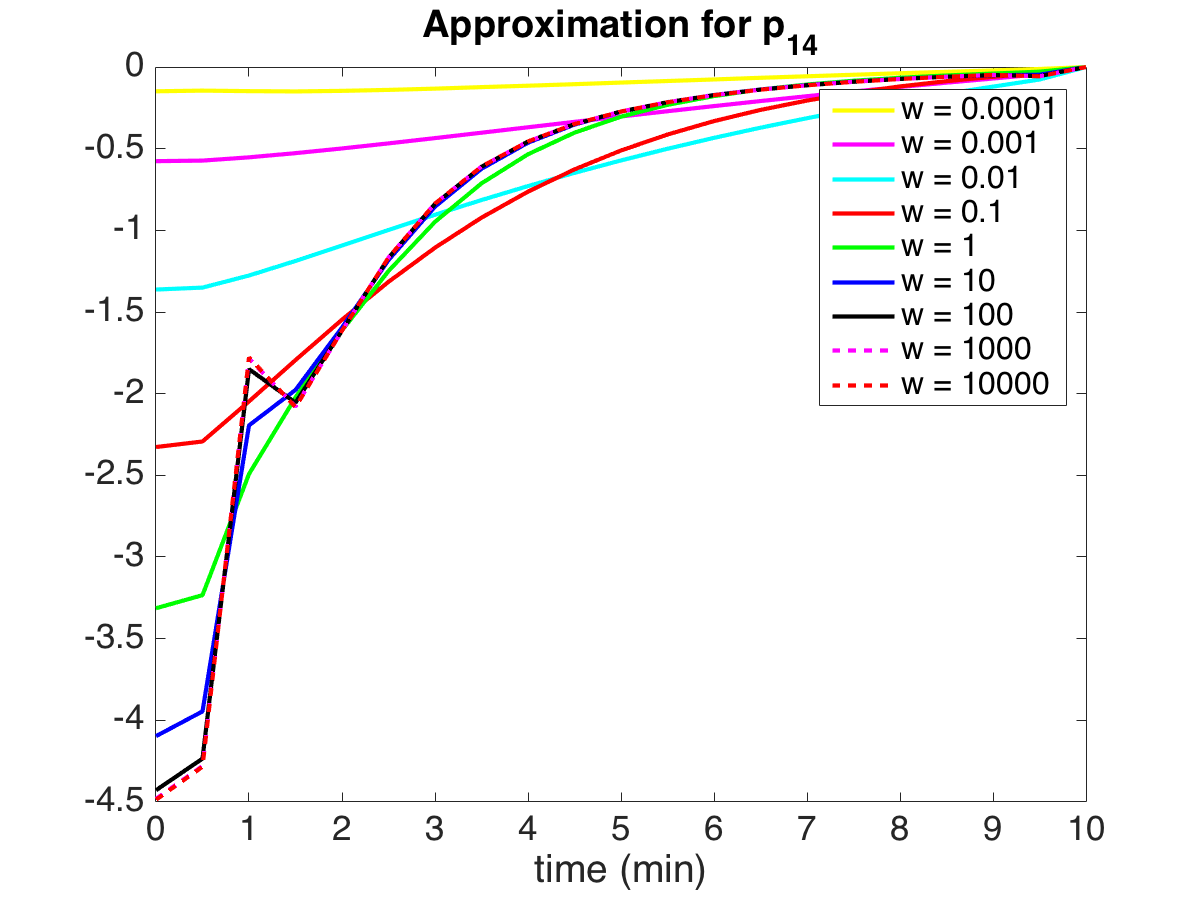 Approximation for p14
0
-0.5
-1
-1.5
-2
-2.5
-3
-3.5
-4
-4.5
w = 0.0001
w = 0.001
w = 0.01
w = 0.1
w = 1
w = 10
w = 100
w = 1000
w = 10000
0 1 2 3 4 5 6 7 8 9 10
time (min)